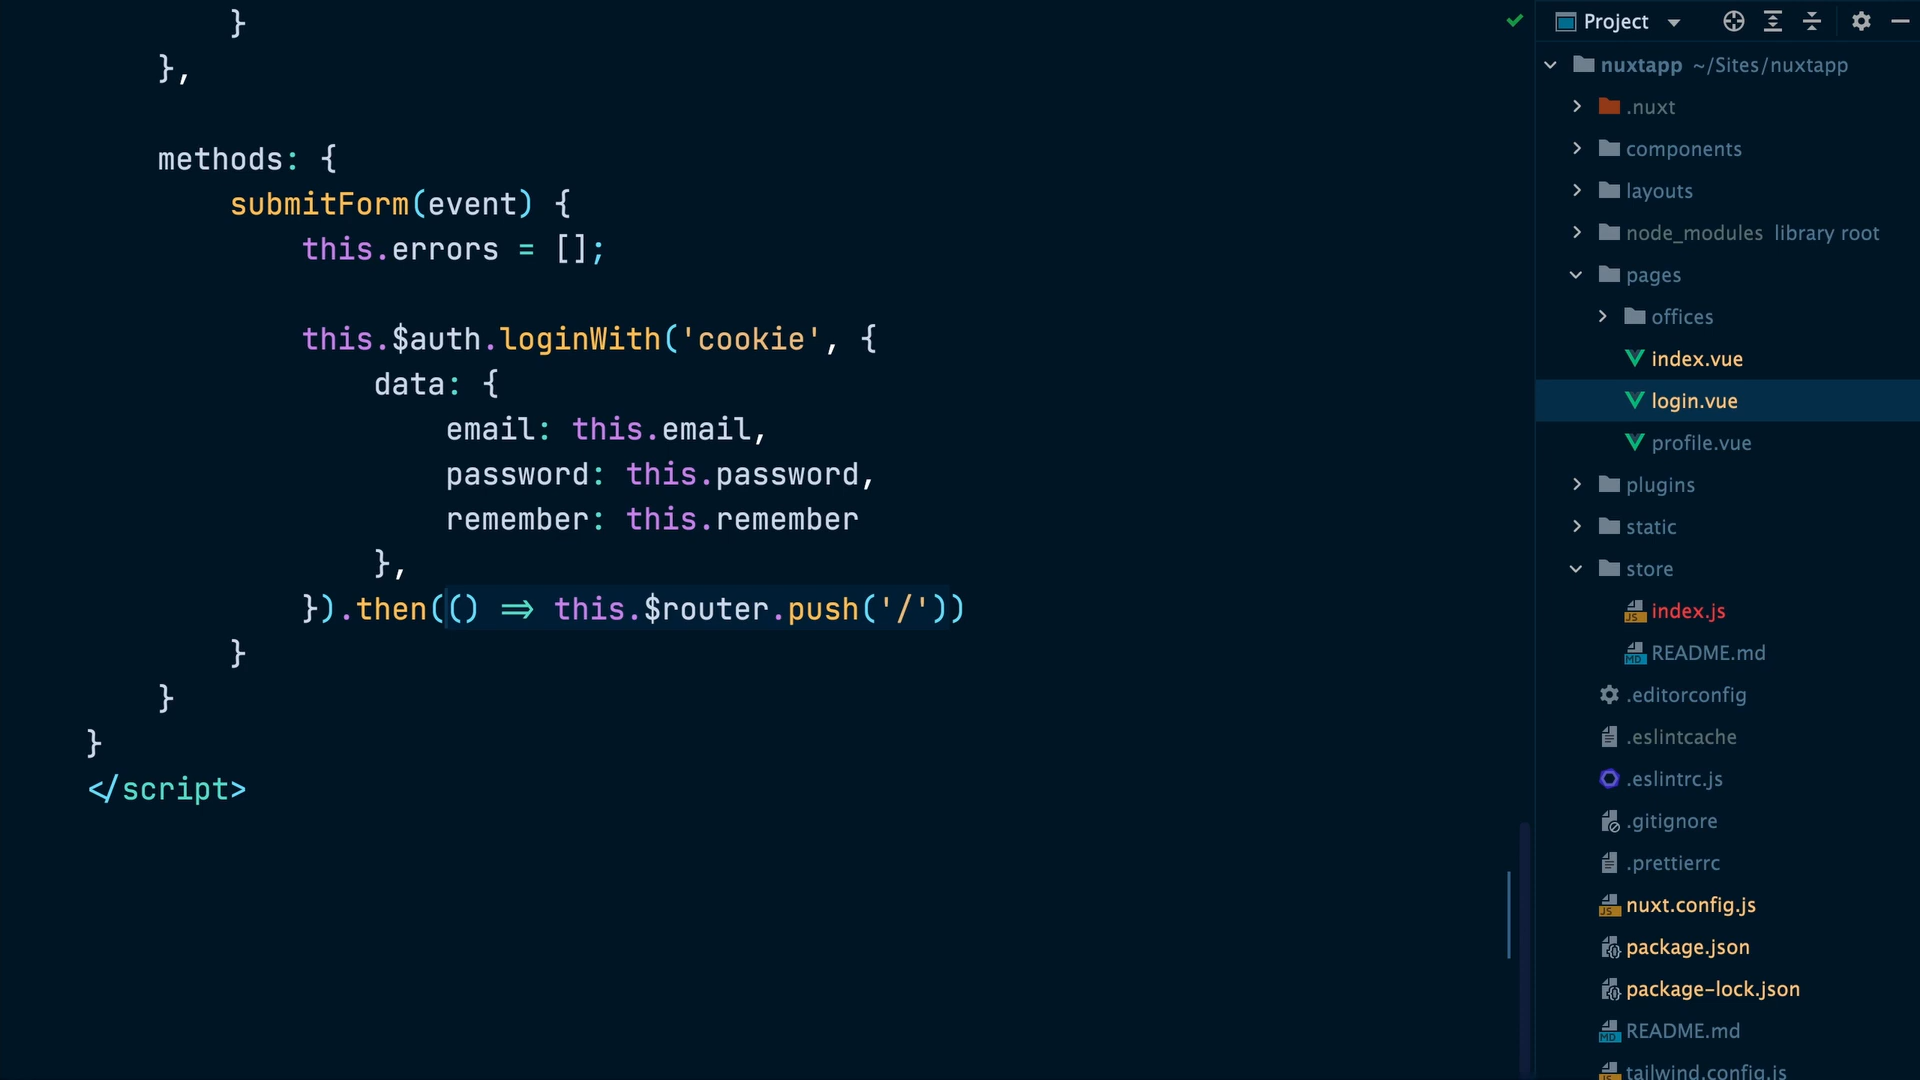 }
},
methods: {
submitForm(event) {
this.errors = [];
this.$auth.loginWith('cookie', {
data: {
email: this.email,
password: this.password,
remember: this.remember
},
}).then(() => this.$router.push('/'))
}
}
}
</script>
Project
nuxtapp ~/Sites/nuxtapp
.nuxt
components
layouts
node_modules library root
pages
offices
index.vue
login.vue
profile.vue
plugins
static
store
index.js
README.md
.editorconfig
.eslintcache
.eslintrc.js
.gitignore
.prettierrc
nuxt.config.js
package.json
package-lock.json
README.md
tailwind.config.js